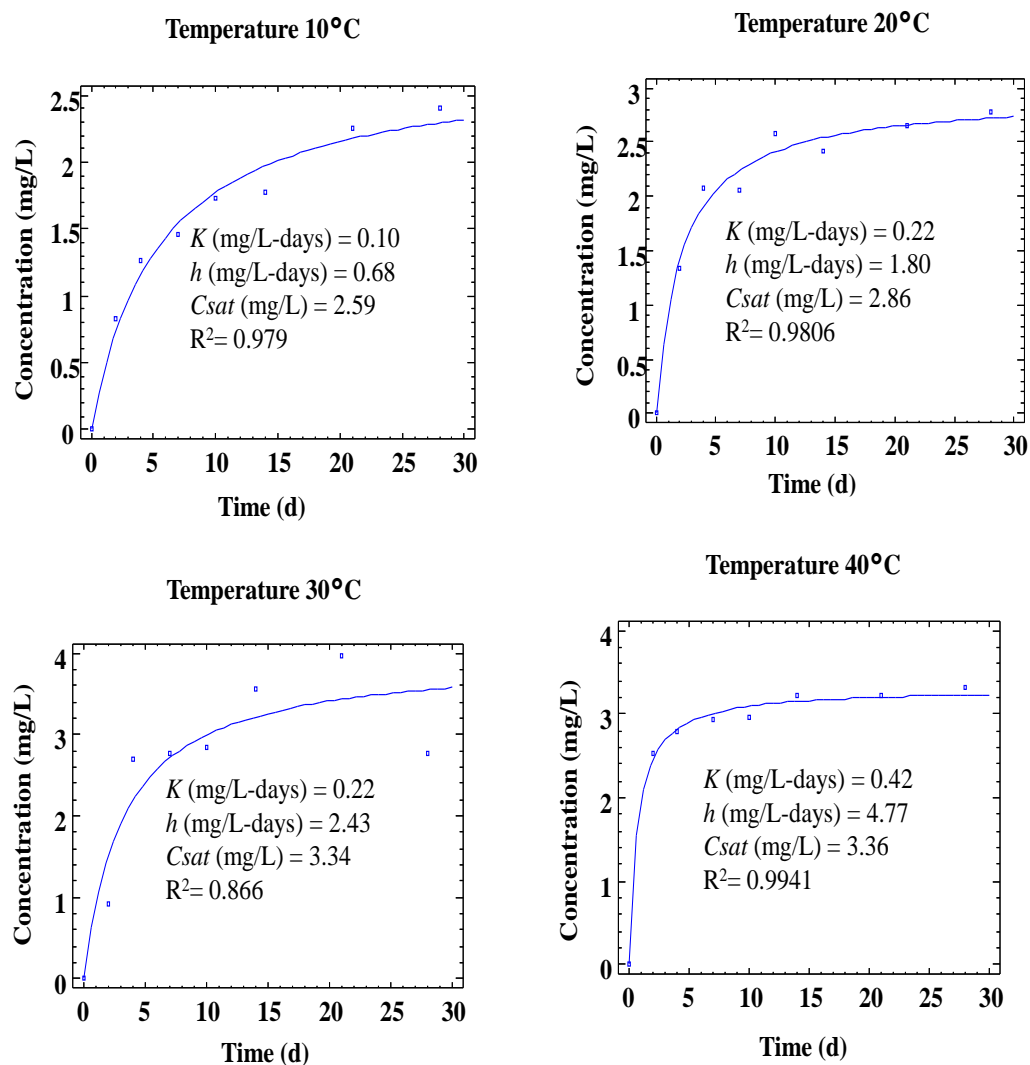 Temperature 10°C
2.5
2
1.5
1
0.5
0
Concentration (mg/L)
K (mg/L-days) = 0.10
h (mg/L-days) = 0.68
Csat (mg/L) = 2.59
R²= 0.979
0 5 10 15 20 25 30
Time (d)
Temperature 20°C
3
2.5
2
1.5
1
0.5
0
Concentration (mg/L)
K (mg/L-days) = 0.22
h (mg/L-days) = 1.80
Csat (mg/L) = 2.86
R²= 0.9806
0 5 10 15 20 25 30
Time (d)
Temperature 30°C
4
3
2
1
0
Concentration (mg/L)
K (mg/L-days) = 0.22
h (mg/L-days) = 2.43
Csat (mg/L) = 3.34
R²= 0.866
0 5 10 15 20 25 30
Time (d)
Temperature 40°C
4
3
2
1
0
Concentration (mg/L)
K (mg/L-days) = 0.42
h (mg/L-days) = 4.77
Csat (mg/L) = 3.36
R²= 0.9941
0 5 10 15 20 25 30
Time (d)